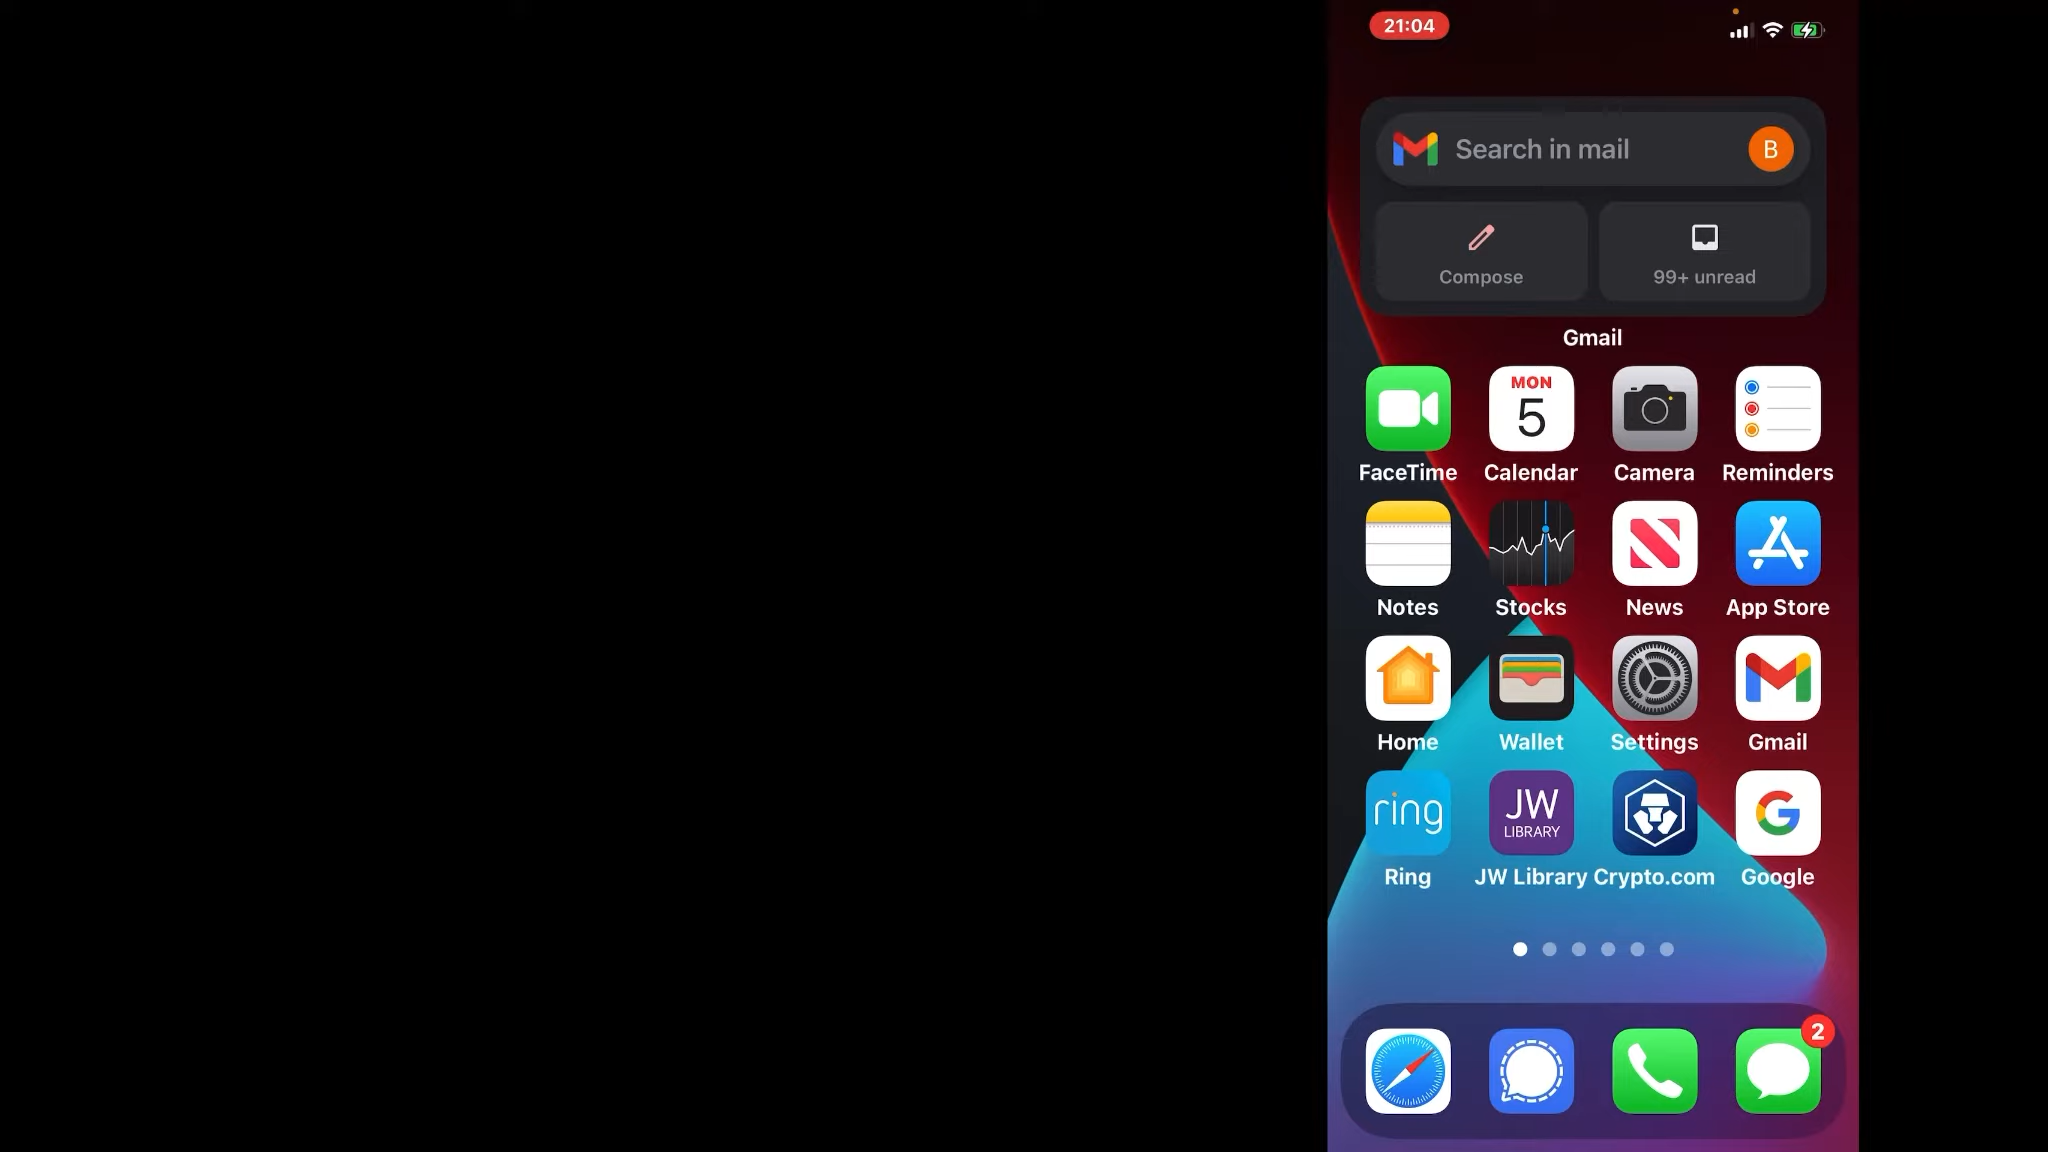 21:04
Search in mail B
Compose 99+ unread
Gmail
MON
5
FaceTime Calendar Camera Reminders
Notes Stocks News App Store
Home Wallet Settings Gmail
ring JW
LIBRARY
Ring JW Library Crypto.com Google
2